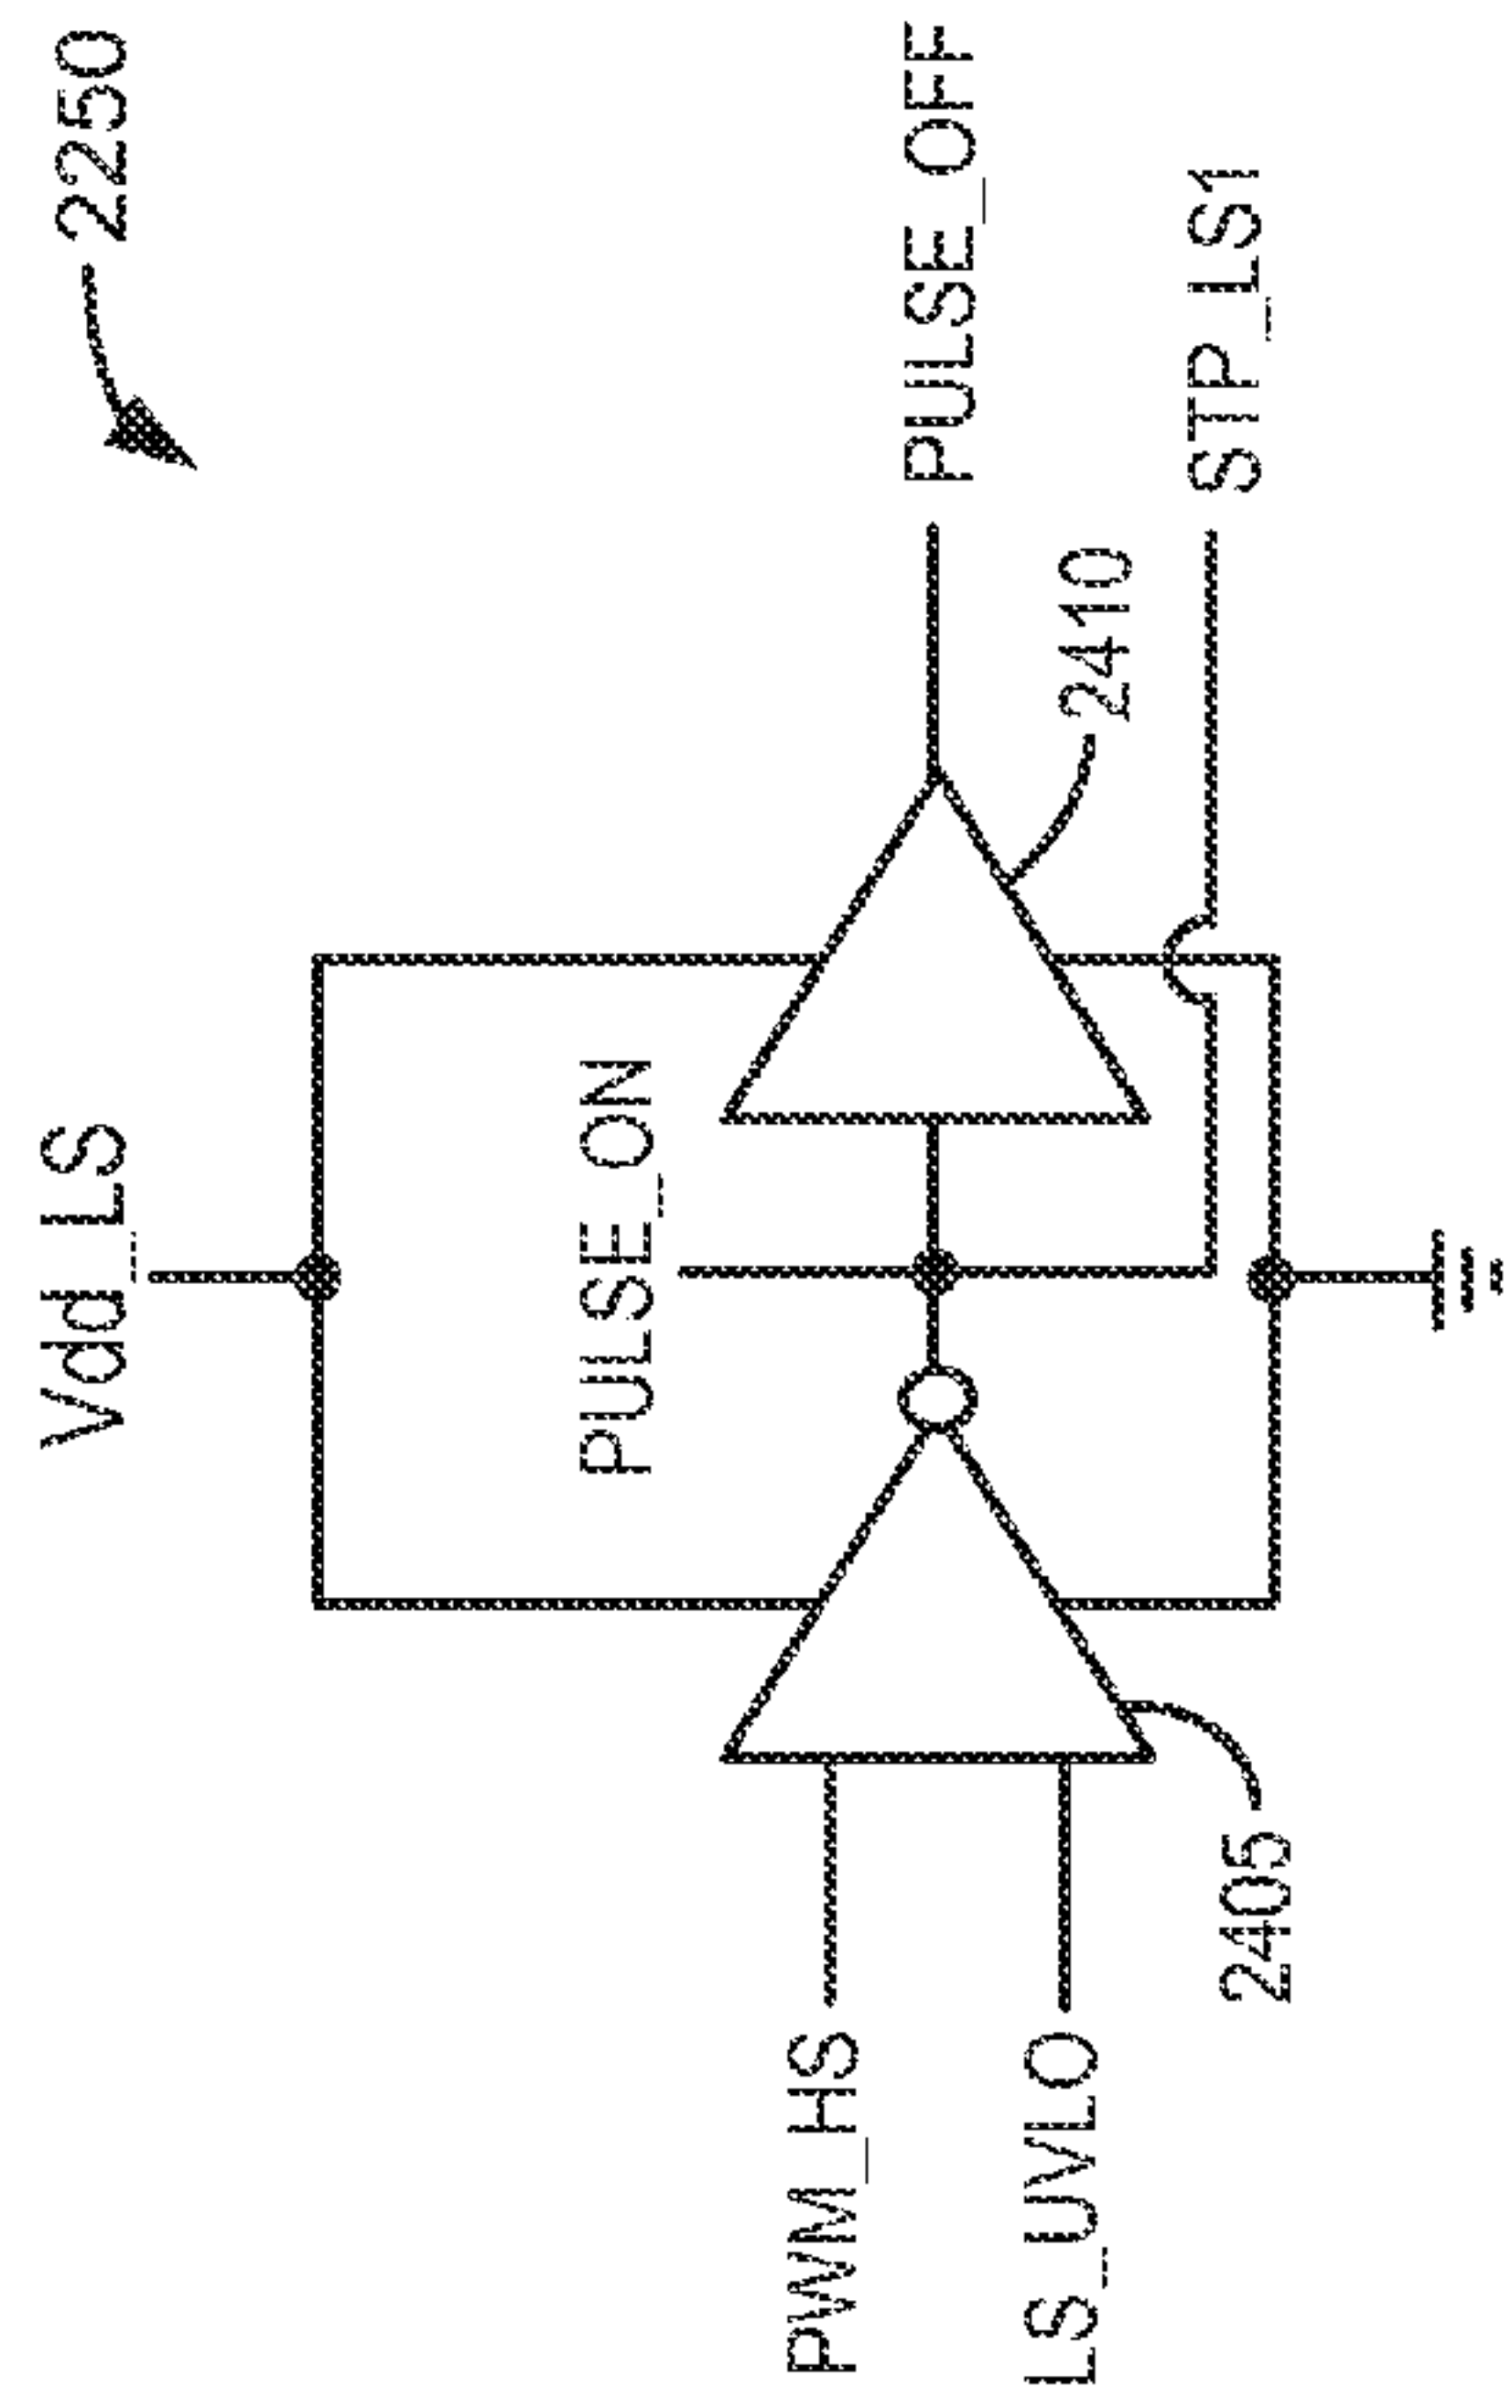 2250
Vdd_LS
PULSE_ON
PWM_HS
PULSE_OFF
LS_UVLO
2410
STP_LS1
2405